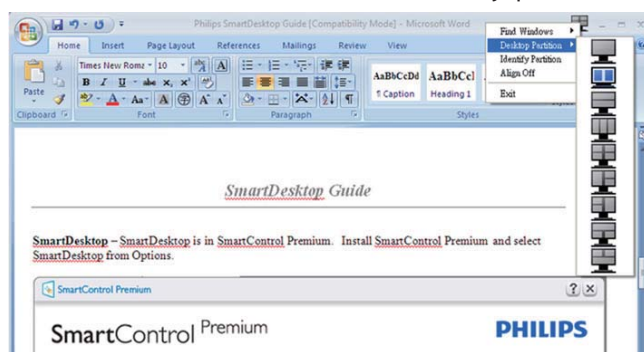 Philips SmartDesktop Guide [Compatibility Mode] - Microsoft Word
Home Insert Page Layout References Mailings Review View
Find Windows
Desktop Partition
Identify Partition
Align Off
Exit
Times New Roma 10
Paste
B I U abe x, x²
Aa A A
AaBbCcDd AaBbCcI
¶ Caption Heading 1
Clipboard Font Paragraph Styles
SmartDesktop Guide
SmartDesktop – SmartDesktop is in SmartControl Premium. Install SmartControl Premium and select
SmartDesktop from Options.
SmartControl Premium
SmartControl Premium
PHILIPS